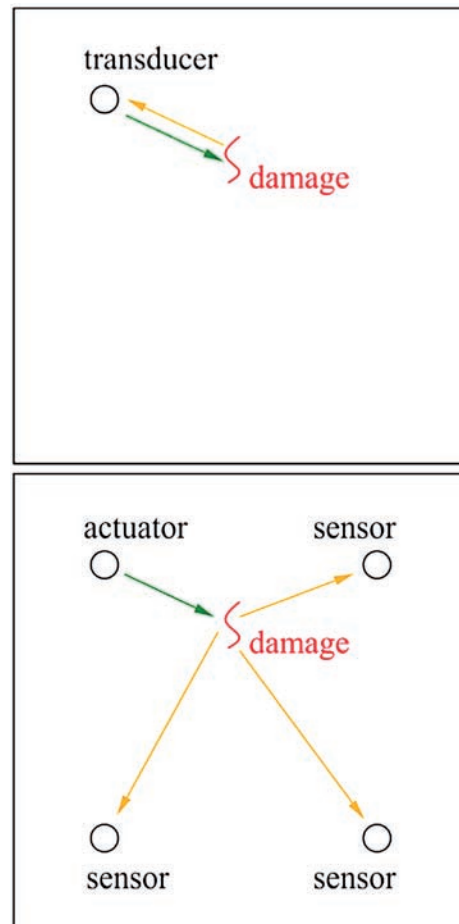 transducer
damage
actuator
sensor
damage
sensor
sensor